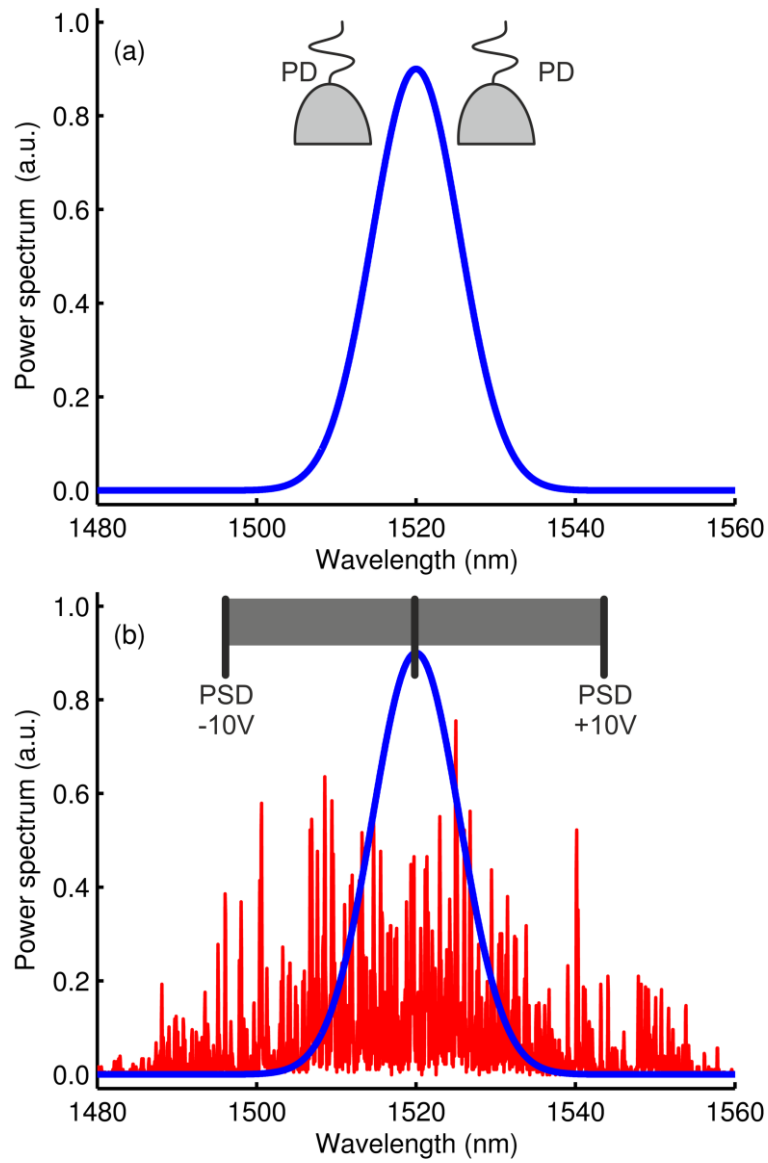 Power spectrum (a.u.)
1.0
0.8
0.6
0.4
0.2
0.0
(a)
PD
PD
1480
1500
1520
1540
1560
Wavelength (nm)
Power spectrum (a.u.)
1.0
0.8
0.6
0.4
0.2
0.0
(b)
PSD
-10V
PSD
+10V
1480
1500
1520
1540
1560
Wavelength (nm)